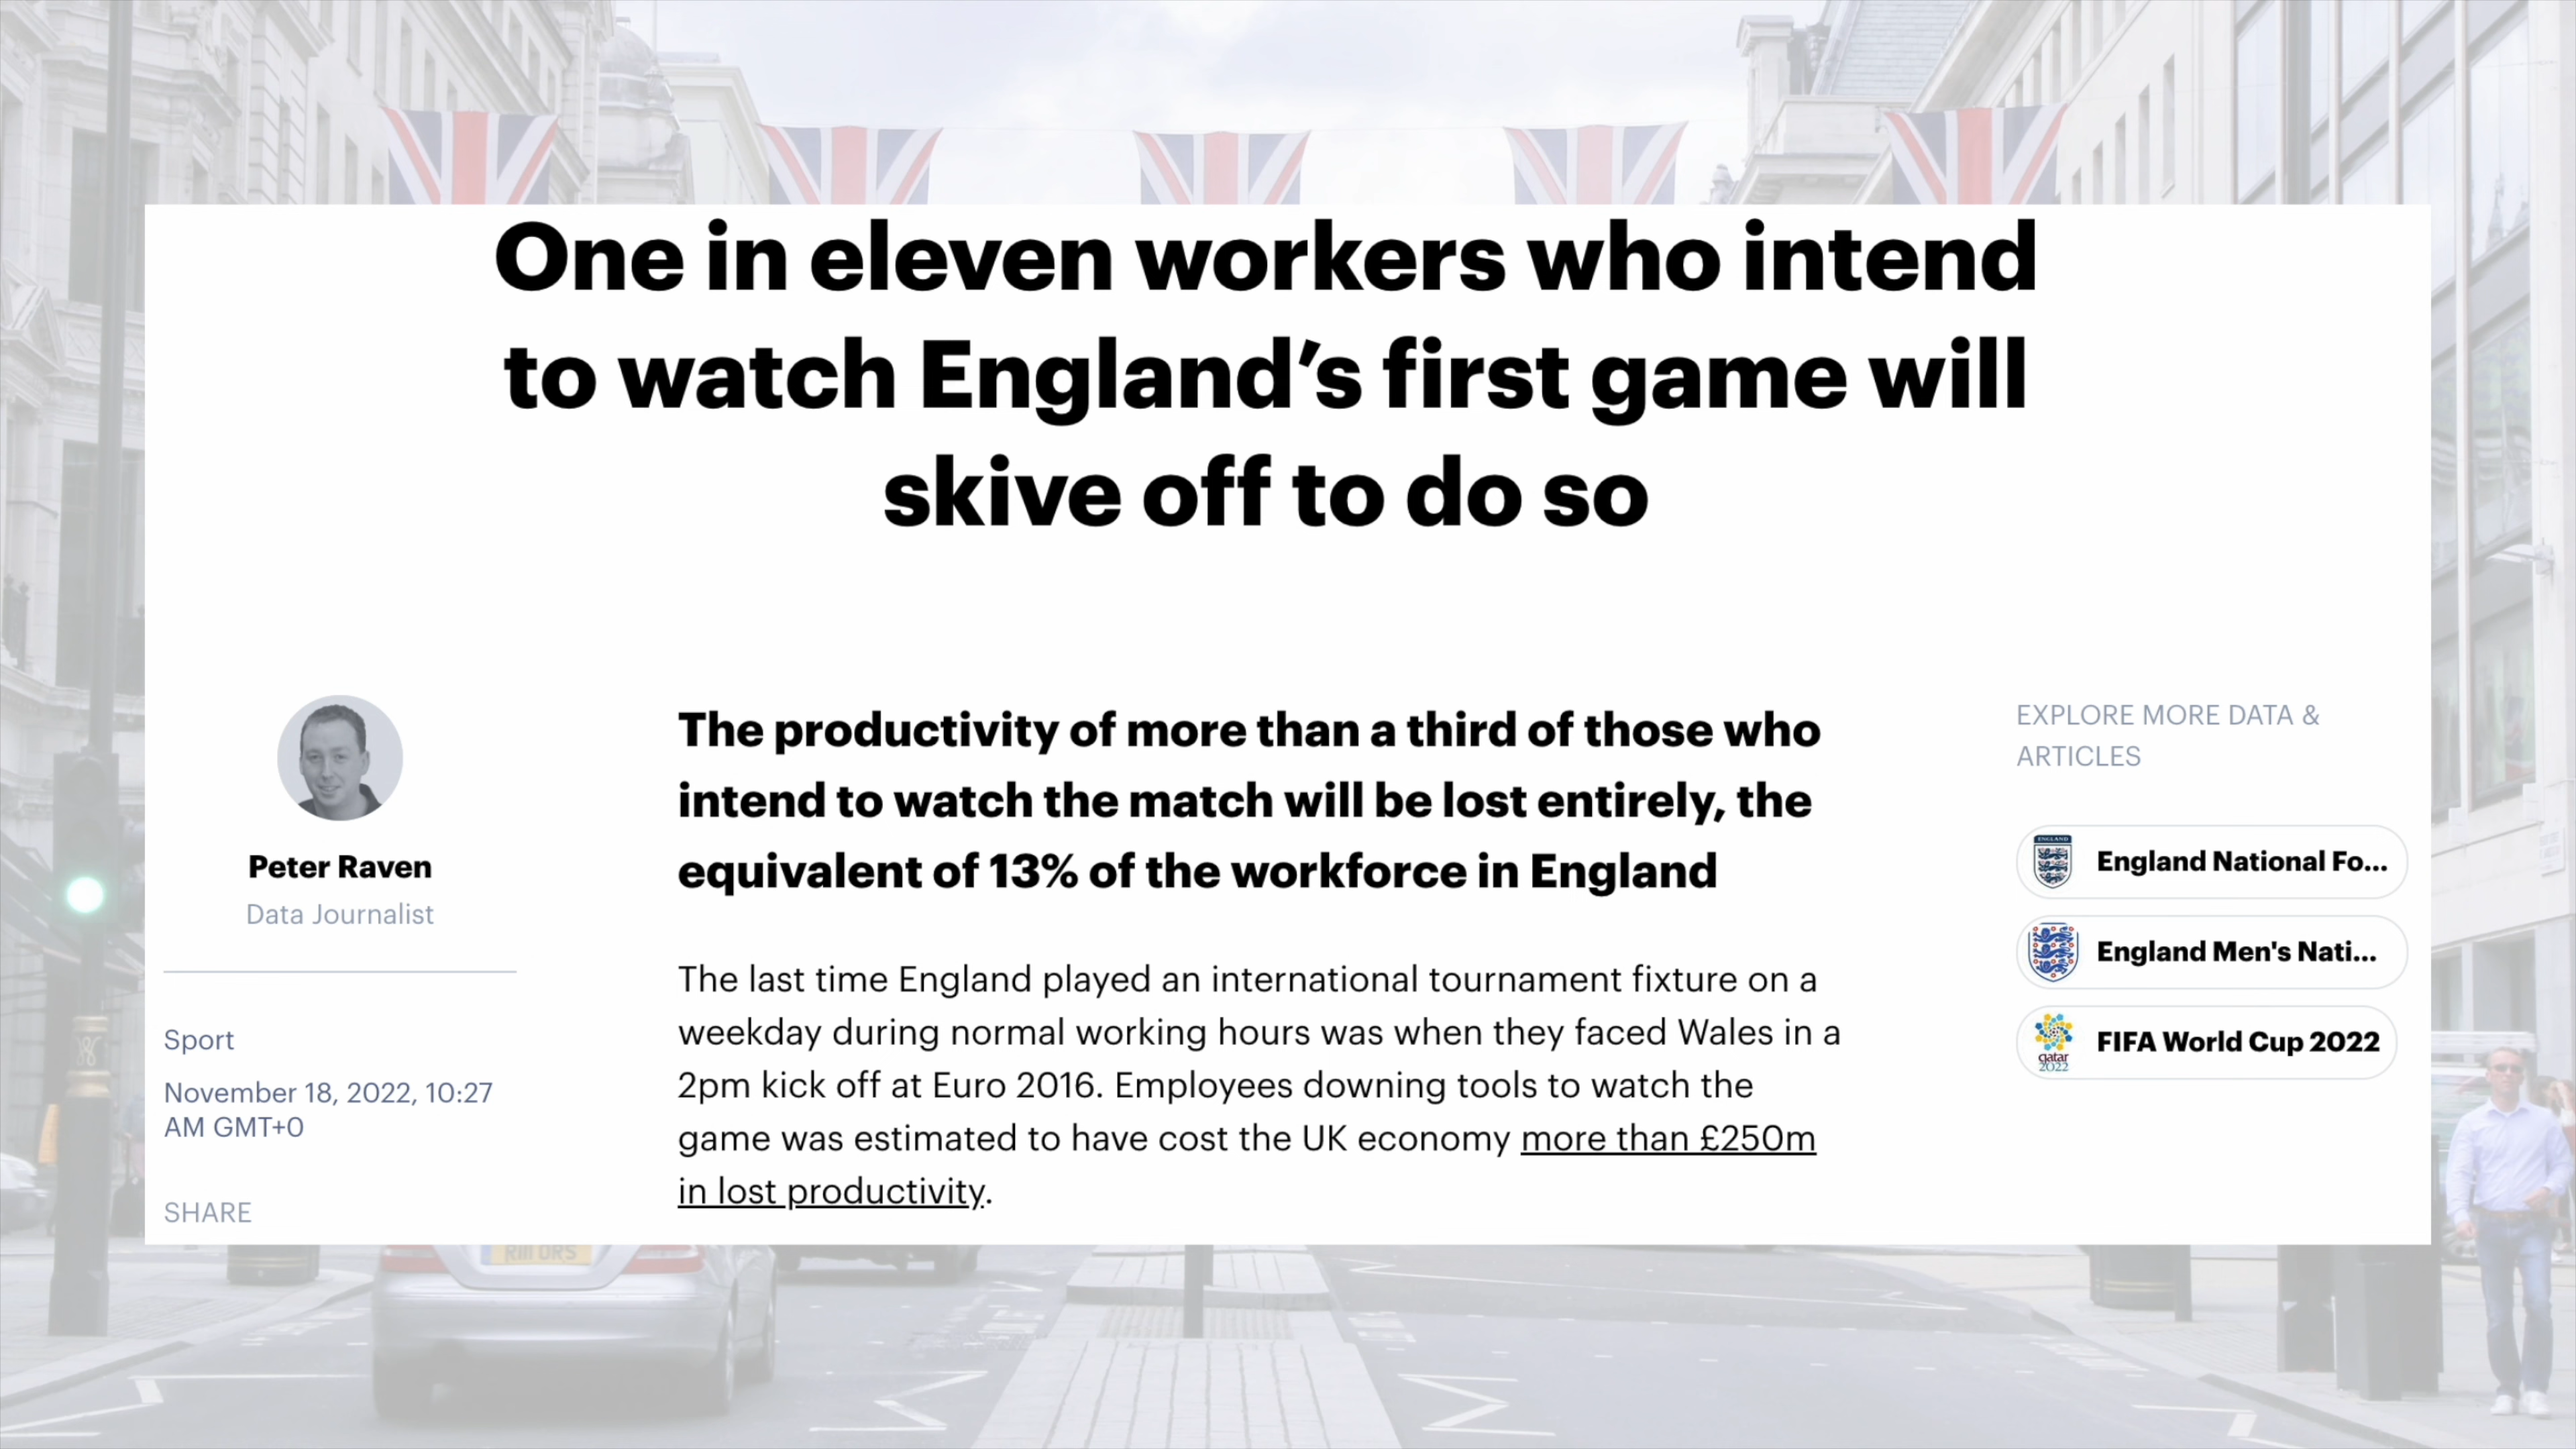 One in eleven workers who intend
to watch England’s first game will
skive off to do so
Peter Raven
Data Journalist
Sport
November 18, 2022, 10:27
AM GMT+0
SHARE
The productivity of more than a third of those who
intend to watch the match will be lost entirely, the
equivalent of 13% of the workforce in England
The last time England played an international tournament fixture on a
weekday during normal working hours was when they faced Wales in a
2pm kick off at Euro 2016. Employees downing tools to watch the
game was estimated to have cost the UK economy more than £250m
in lost productivity.
EXPLORE MORE DATA &
ARTICLES
ENGLAND
England National Fo...
England Men's Nati...
qatar
2022
FIFA World Cup 2022